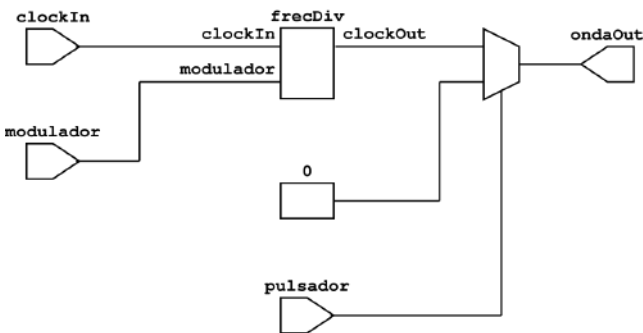 clockIn
frecDiv
clockIn
clockOut
ondaOut
modulador
modulador
0
pulsador